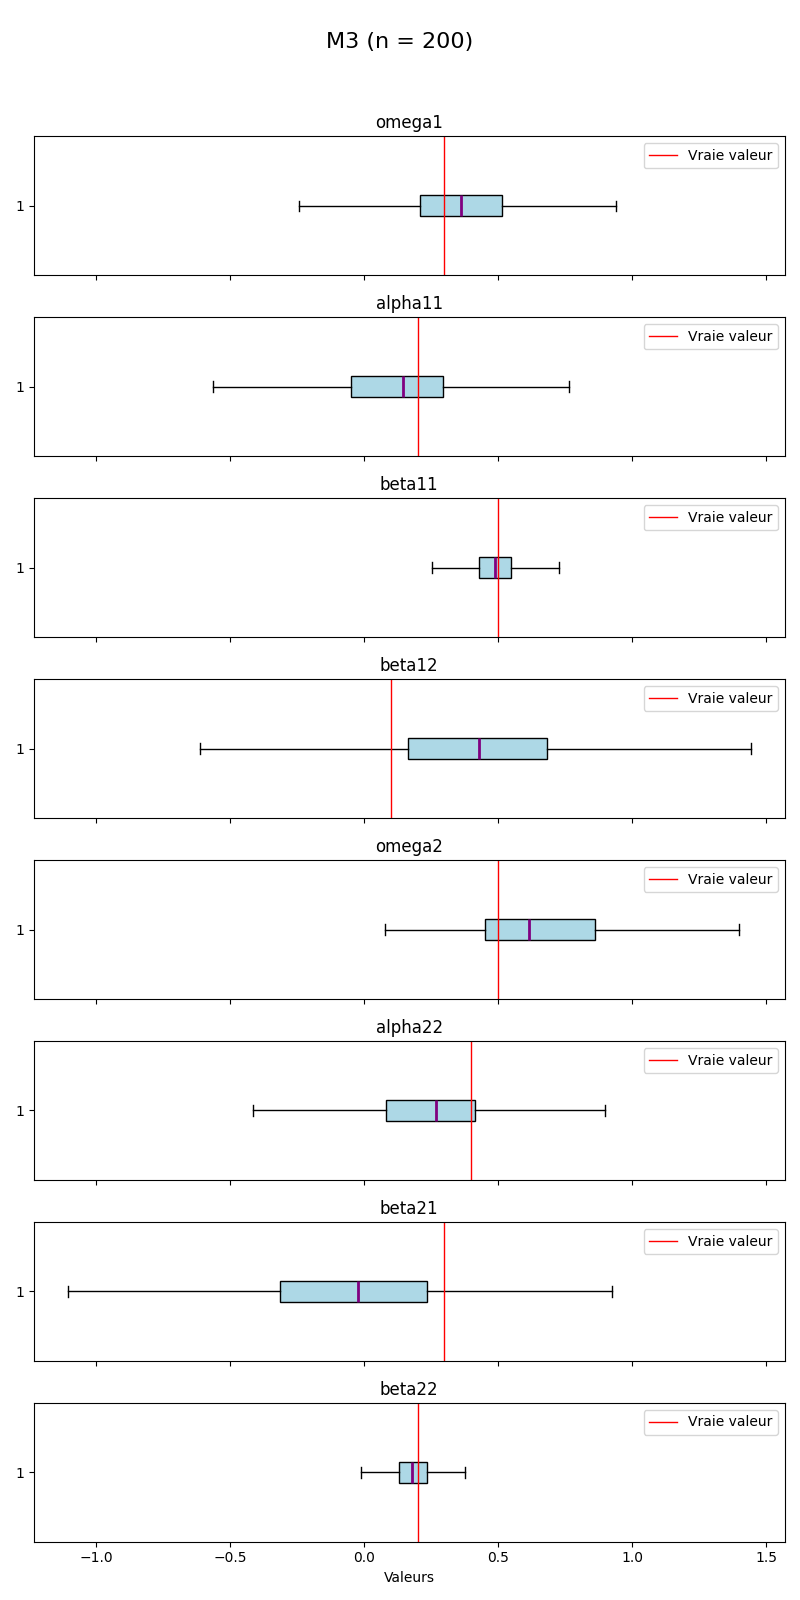 M3 (n = 200)
omega1
Vraie valeur
1
alpha11
Vraie valeur
1
beta11
Vraie valeur
1
beta12
Vraie valeur
1
omega2
Vraie valeur
1
alpha22
Vraie valeur
1
beta21
Vraie valeur
1
beta22
Vraie valeur
1
−1.0 −0.5 0.0 0.5 1.0 1.5
Valeurs